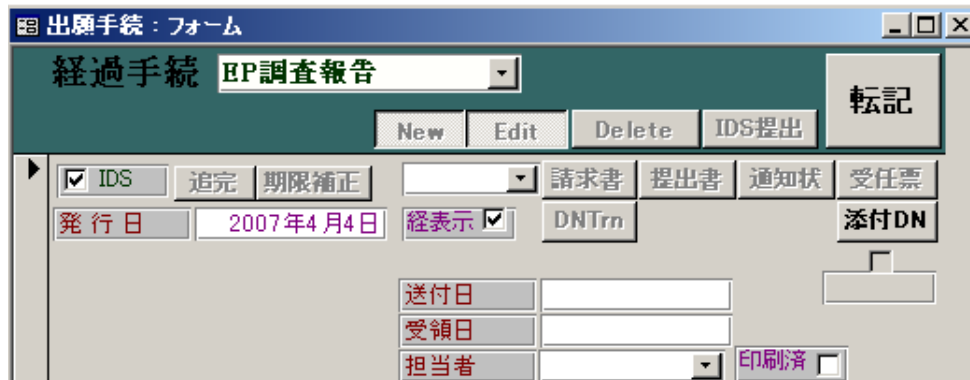 出願手続：フォーム
経過手続 EP調査報告
転記
New Edit Delete IDS提出
IDS 追完 期限補正 請求書 提出書 通知状 受任票
発行日 2007年4月4日 経表示 DNTrn 添付DN
送付日
受領日
担当者 印刷済